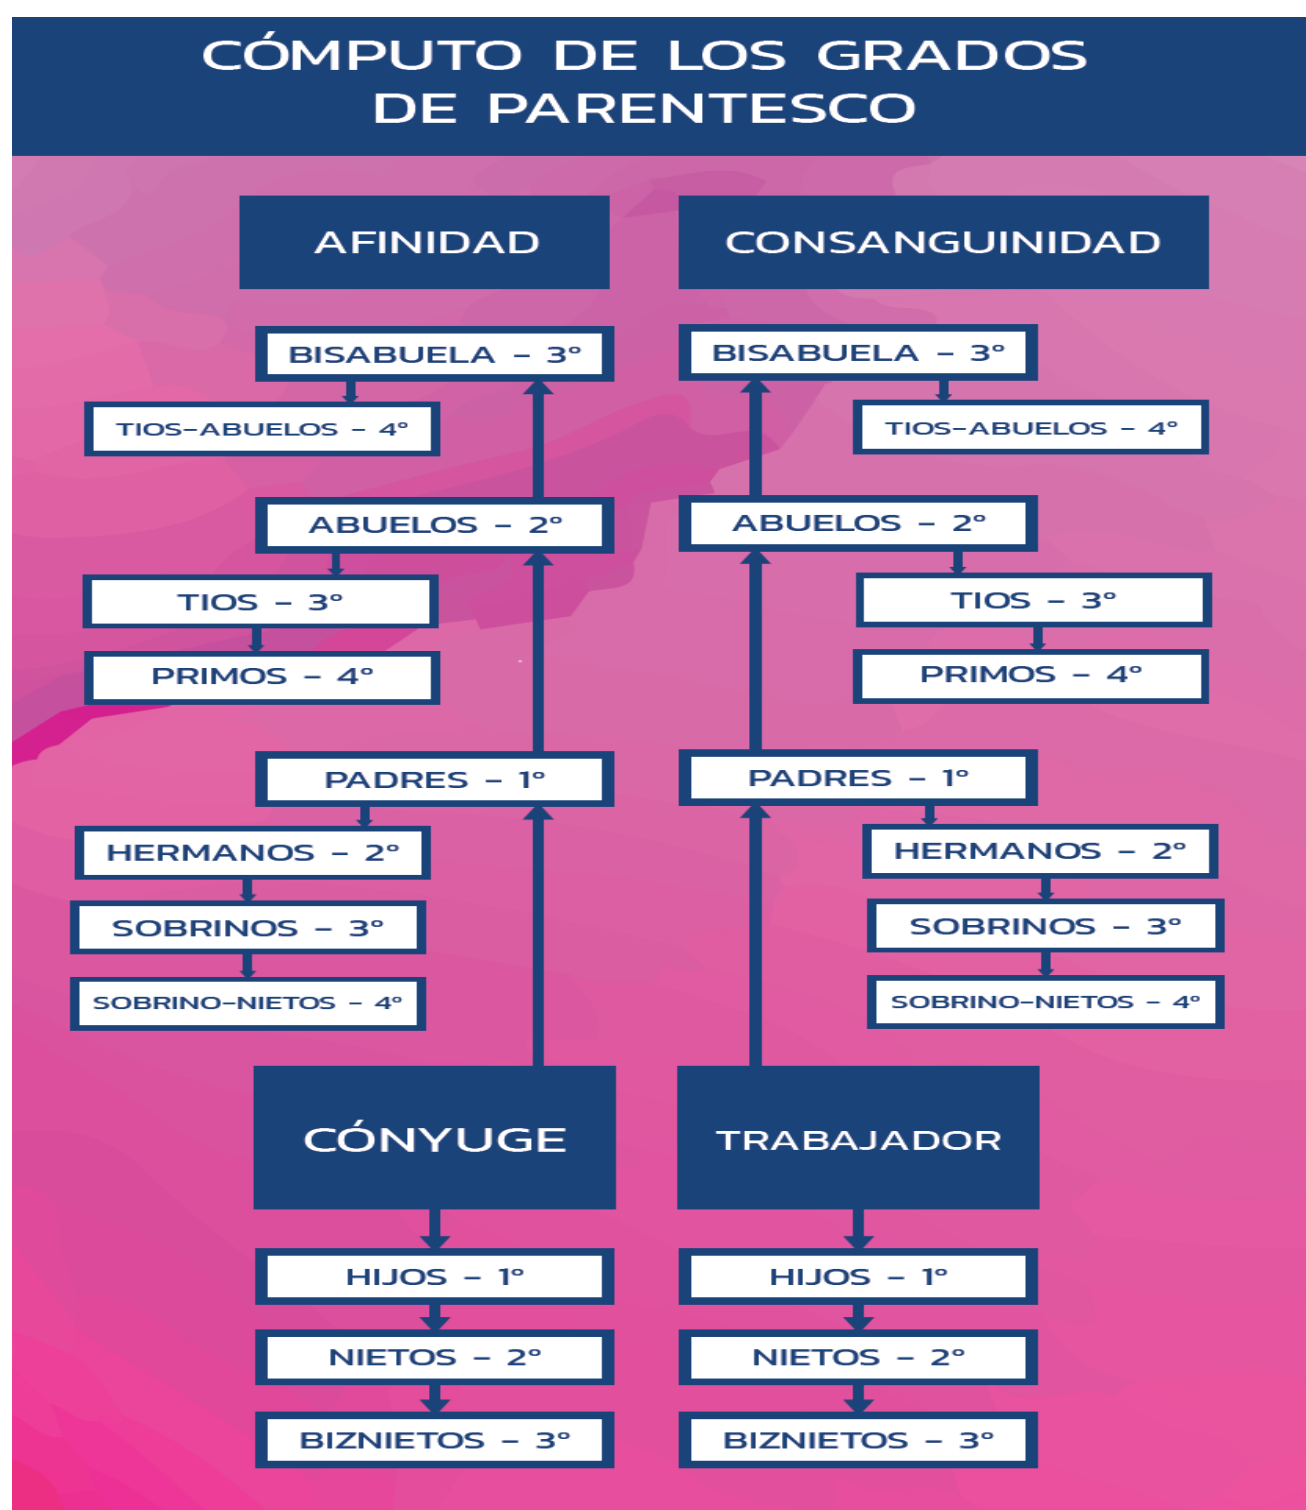 CÓMPUTO DE LOS GRADOS
DE PARENTESCO
AFINIDAD
BISABUELA – 3º
TIOS-ABUELOS – 4º
ABUELOS – 2º
TIOS – 3º
PRIMOS – 4º
PADRES – 1º
HERMANOS – 2º
SOBRINOS – 3º
SOBRINO-NIETOS – 4º
CÓNYUGE
HIJOS – 1º
NIETOS – 2º
BIZNIETOS – 3º
CONSANGUINIDAD
BISABUELA – 3º
TIOS-ABUELOS – 4º
ABUELOS – 2º
TIOS – 3º
PRIMOS – 4º
PADRES – 1º
HERMANOS – 2º
SOBRINOS – 3º
SOBRINO-NIETOS – 4º
TRABAJADOR
HIJOS – 1º
NIETOS – 2º
BIZNIETOS – 3º